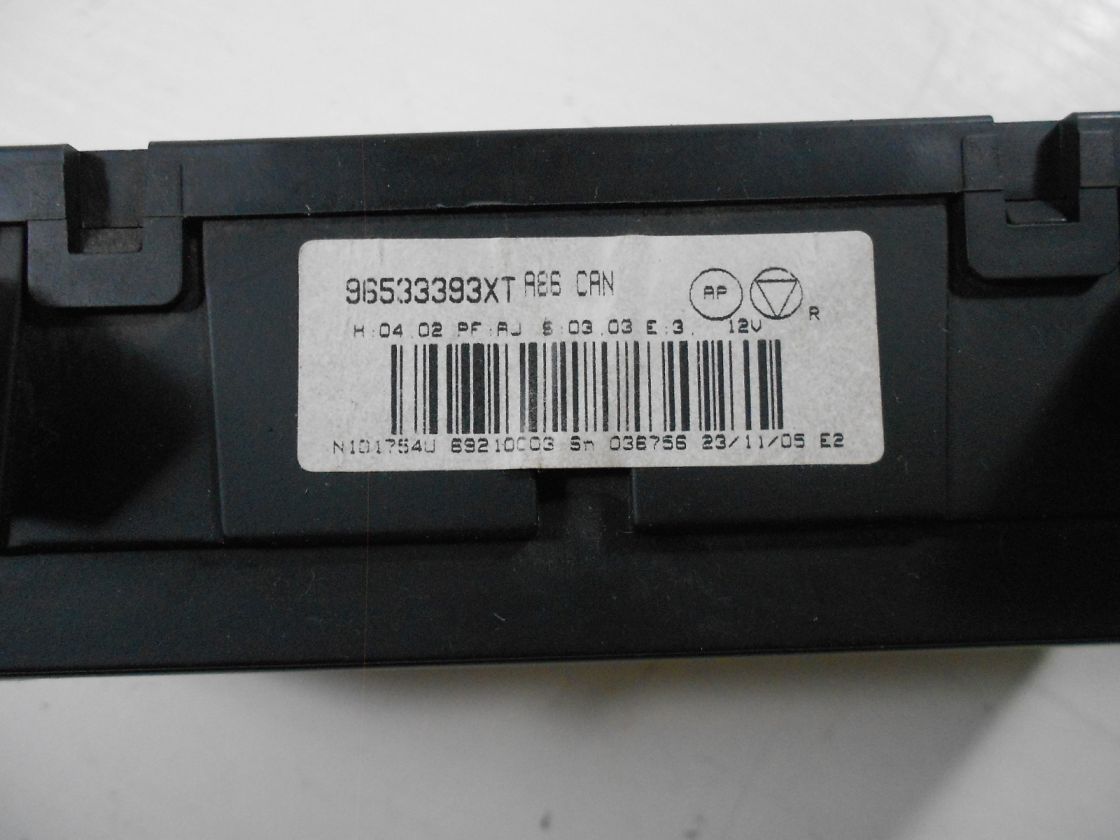 96533393XT A86 CAN AP
R
H:04.02 PF:AJ S:03.03 E:3. 12V
N101754U 69210003 Sn 036756 23/11/05 E2